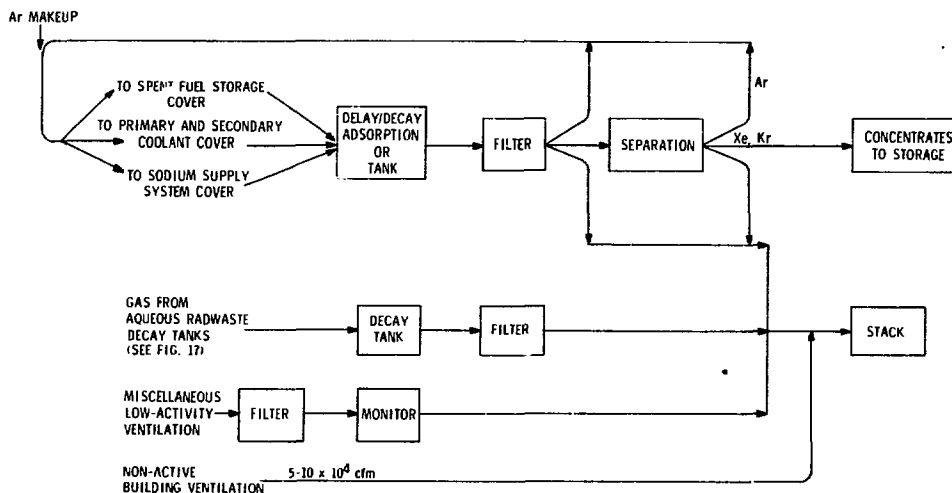 Ar MAKEUP
TO SPENT FUEL STORAGE
COVER
TO PRIMARY AND SECONDARY
COOLANT COVER
TO SODIUM SUPPLY
SYSTEM COVER
DELAY/DECAY
ADSORPTION
OR
TANK
FILTER
SEPARATION
Ar
Xe, Kr
CONCENTRATES
TO STORAGE
GAS FROM
AQUEOUS RADWASTE
DECAY TANKS
(SEE FIG. 17)
DECAY
TANK
FILTER
STACK
MISCELLANEOUS
LOW-ACTIVITY
VENTILATION
FILTER
MONITOR
NON-ACTIVE
BUILDING VENTILATION
5-10 x 10⁴ cfm